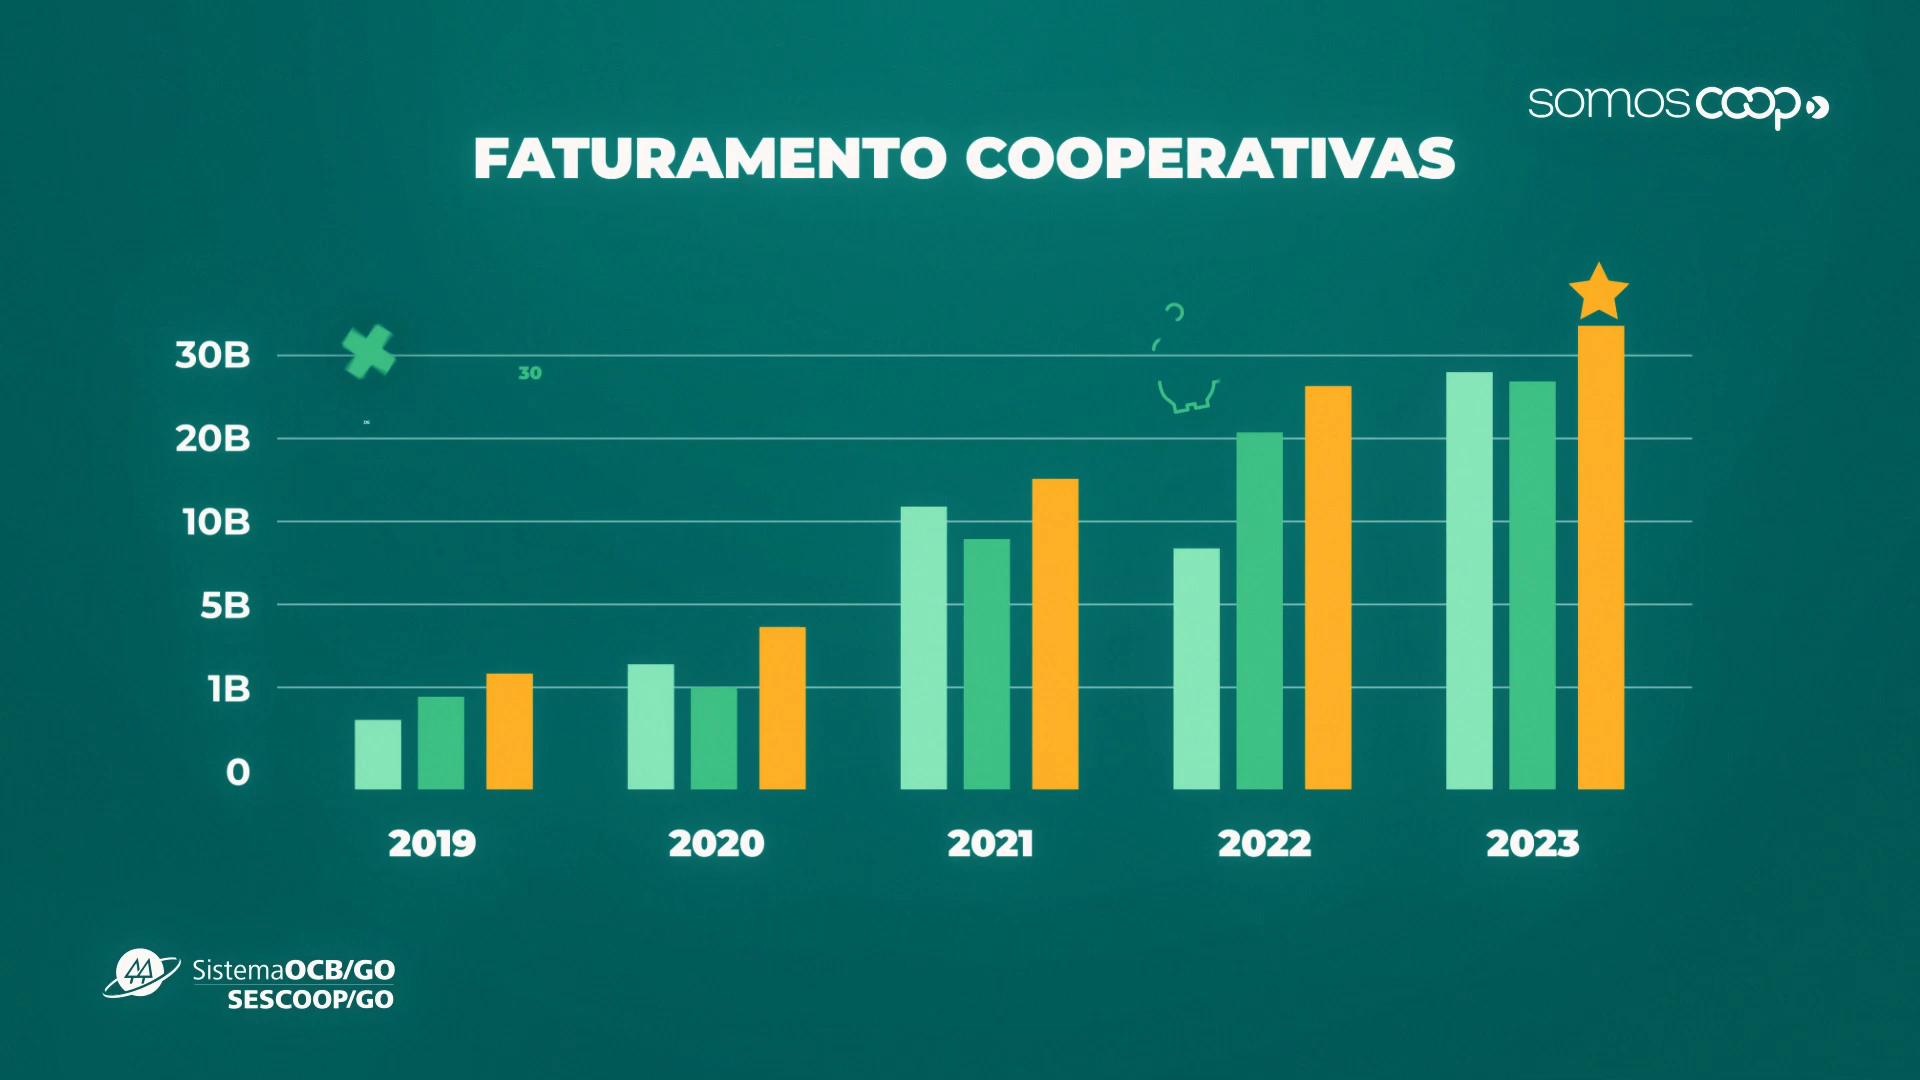 somoscoop
FATURAMENTO COOPERATIVAS
30B
30
20B
10B
5B
1B
0
2019 2020 2021 2022 2023
SistemaOCB/GO
SESCOOP/GO